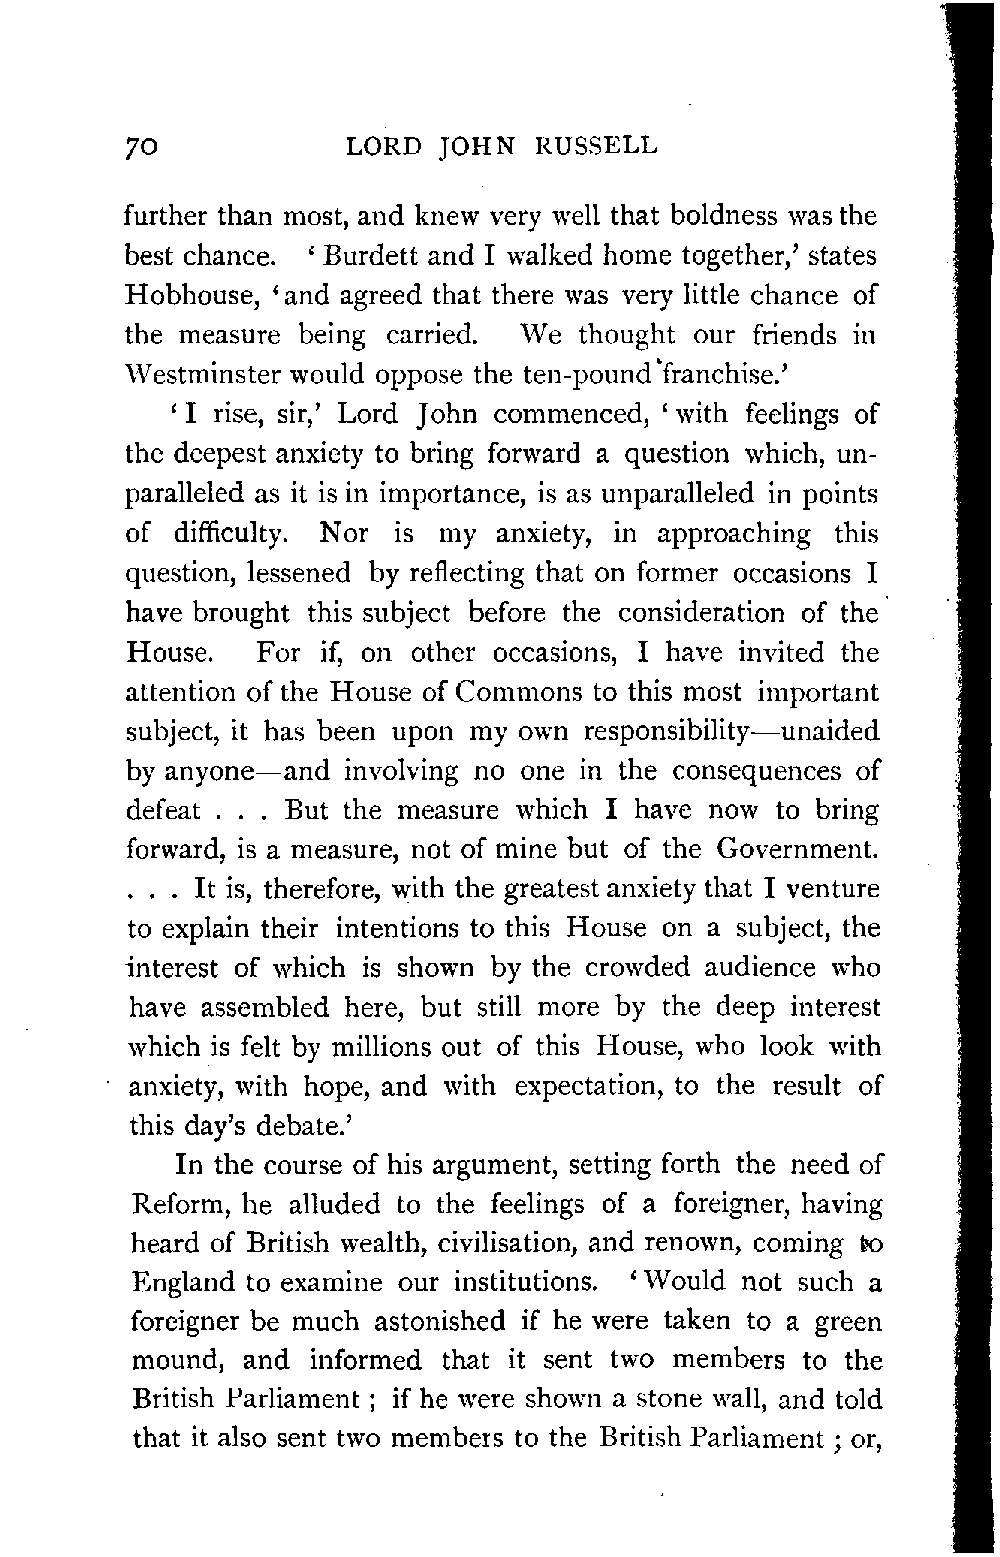 70 LORD JOHN RUSSELL
further than most, and knew very well that boldness was the
best chance. ‘Burdett and I walked home together,’ states
Hobhouse, ‘and agreed that there was very little chance of
the measure being carried. We thought our friends in
Westminster would oppose the ten-pound franchise.’
‘I rise, sir,’ Lord John commenced, ‘with feelings of
the deepest anxiety to bring forward a question which, un-
paralleled as it is in importance, is as unparalleled in points
of difficulty. Nor is my anxiety, in approaching this
question, lessened by reflecting that on former occasions I
have brought this subject before the consideration of the
House. For if, on other occasions, I have invited the
attention of the House of Commons to this most important
subject, it has been upon my own responsibility—unaided
by anyone—and involving no one in the consequences of
defeat . . . But the measure which I have now to bring
forward, is a measure, not of mine but of the Government.
. . . It is, therefore, with the greatest anxiety that I venture
to explain their intentions to this House on a subject, the
interest of which is shown by the crowded audience who
have assembled here, but still more by the deep interest
which is felt by millions out of this House, who look with
anxiety, with hope, and with expectation, to the result of
this day’s debate.’
In the course of his argument, setting forth the need of
Reform, he alluded to the feelings of a foreigner, having
heard of British wealth, civilisation, and renown, coming to
England to examine our institutions. ‘Would not such a
foreigner be much astonished if he were taken to a green
mound, and informed that it sent two members to the
British Parliament ; if he were shown a stone wall, and told
that it also sent two members to the British Parliament ; or,